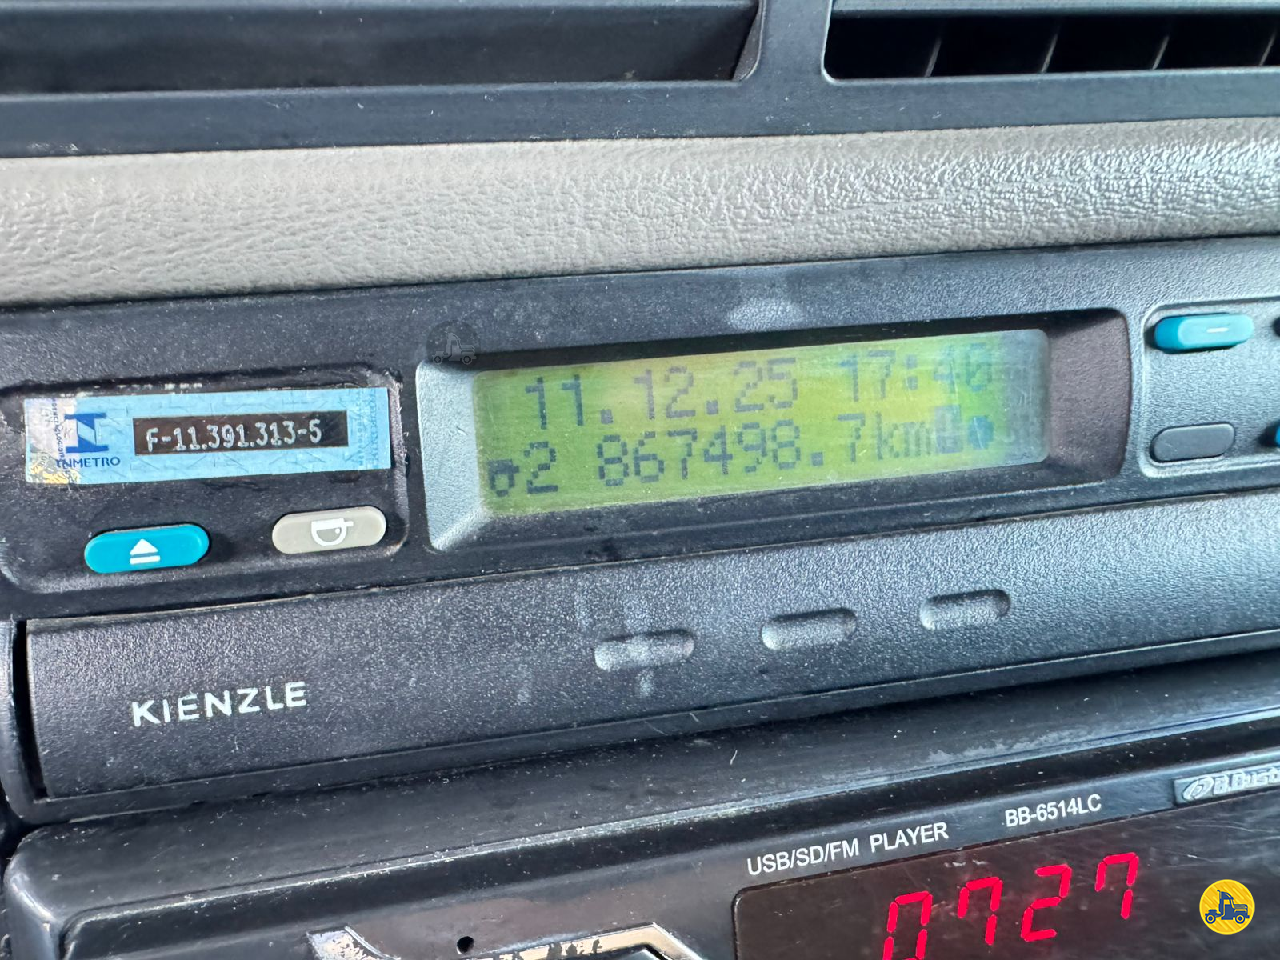 11.12.25 17:40
2 867498.7km
F-11.391.313-5
INMETRO
KIENZLE
USB/SD/FM PLAYER
BB-6514LC
0727